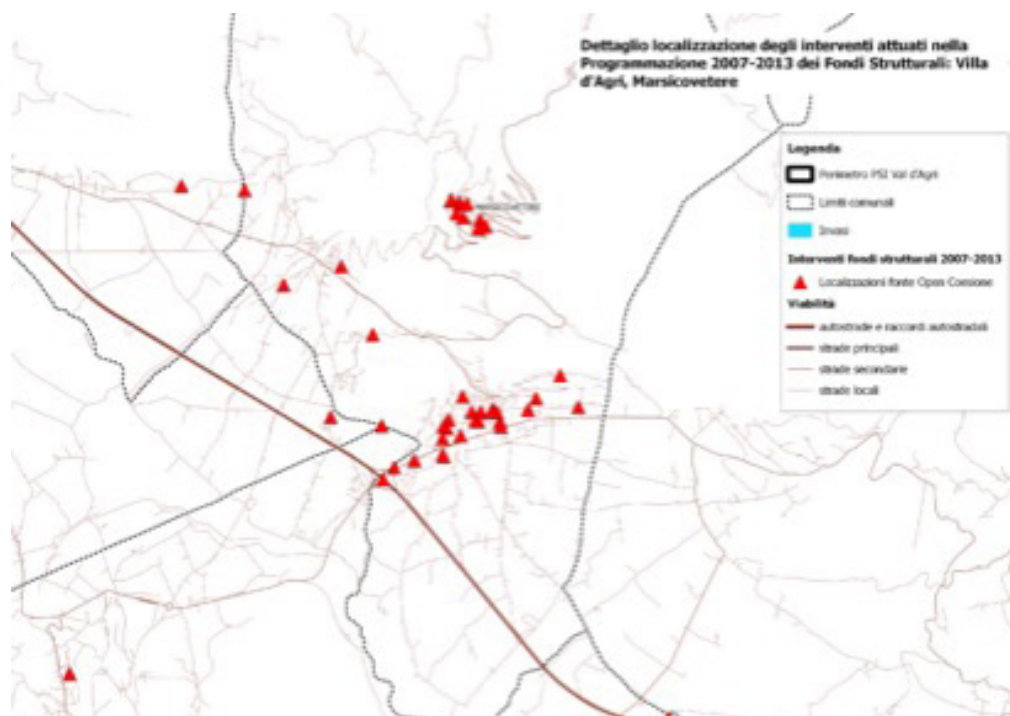 Dettaglio localizzazione degli interventi attuati nella
Programmazione 2007-2013 dei Fondi Strutturali: Villa
d'Agri, Marsicovetere
Legenda
Perimetro PSI Val d'Agri
Limiti comunali
Invasi
Interventi fondi strutturali 2007-2013
Localizzazioni fonte Open Coesione
Viabilità
autostrade e raccordi autostradali
strade principali
strade secondarie
strade locali